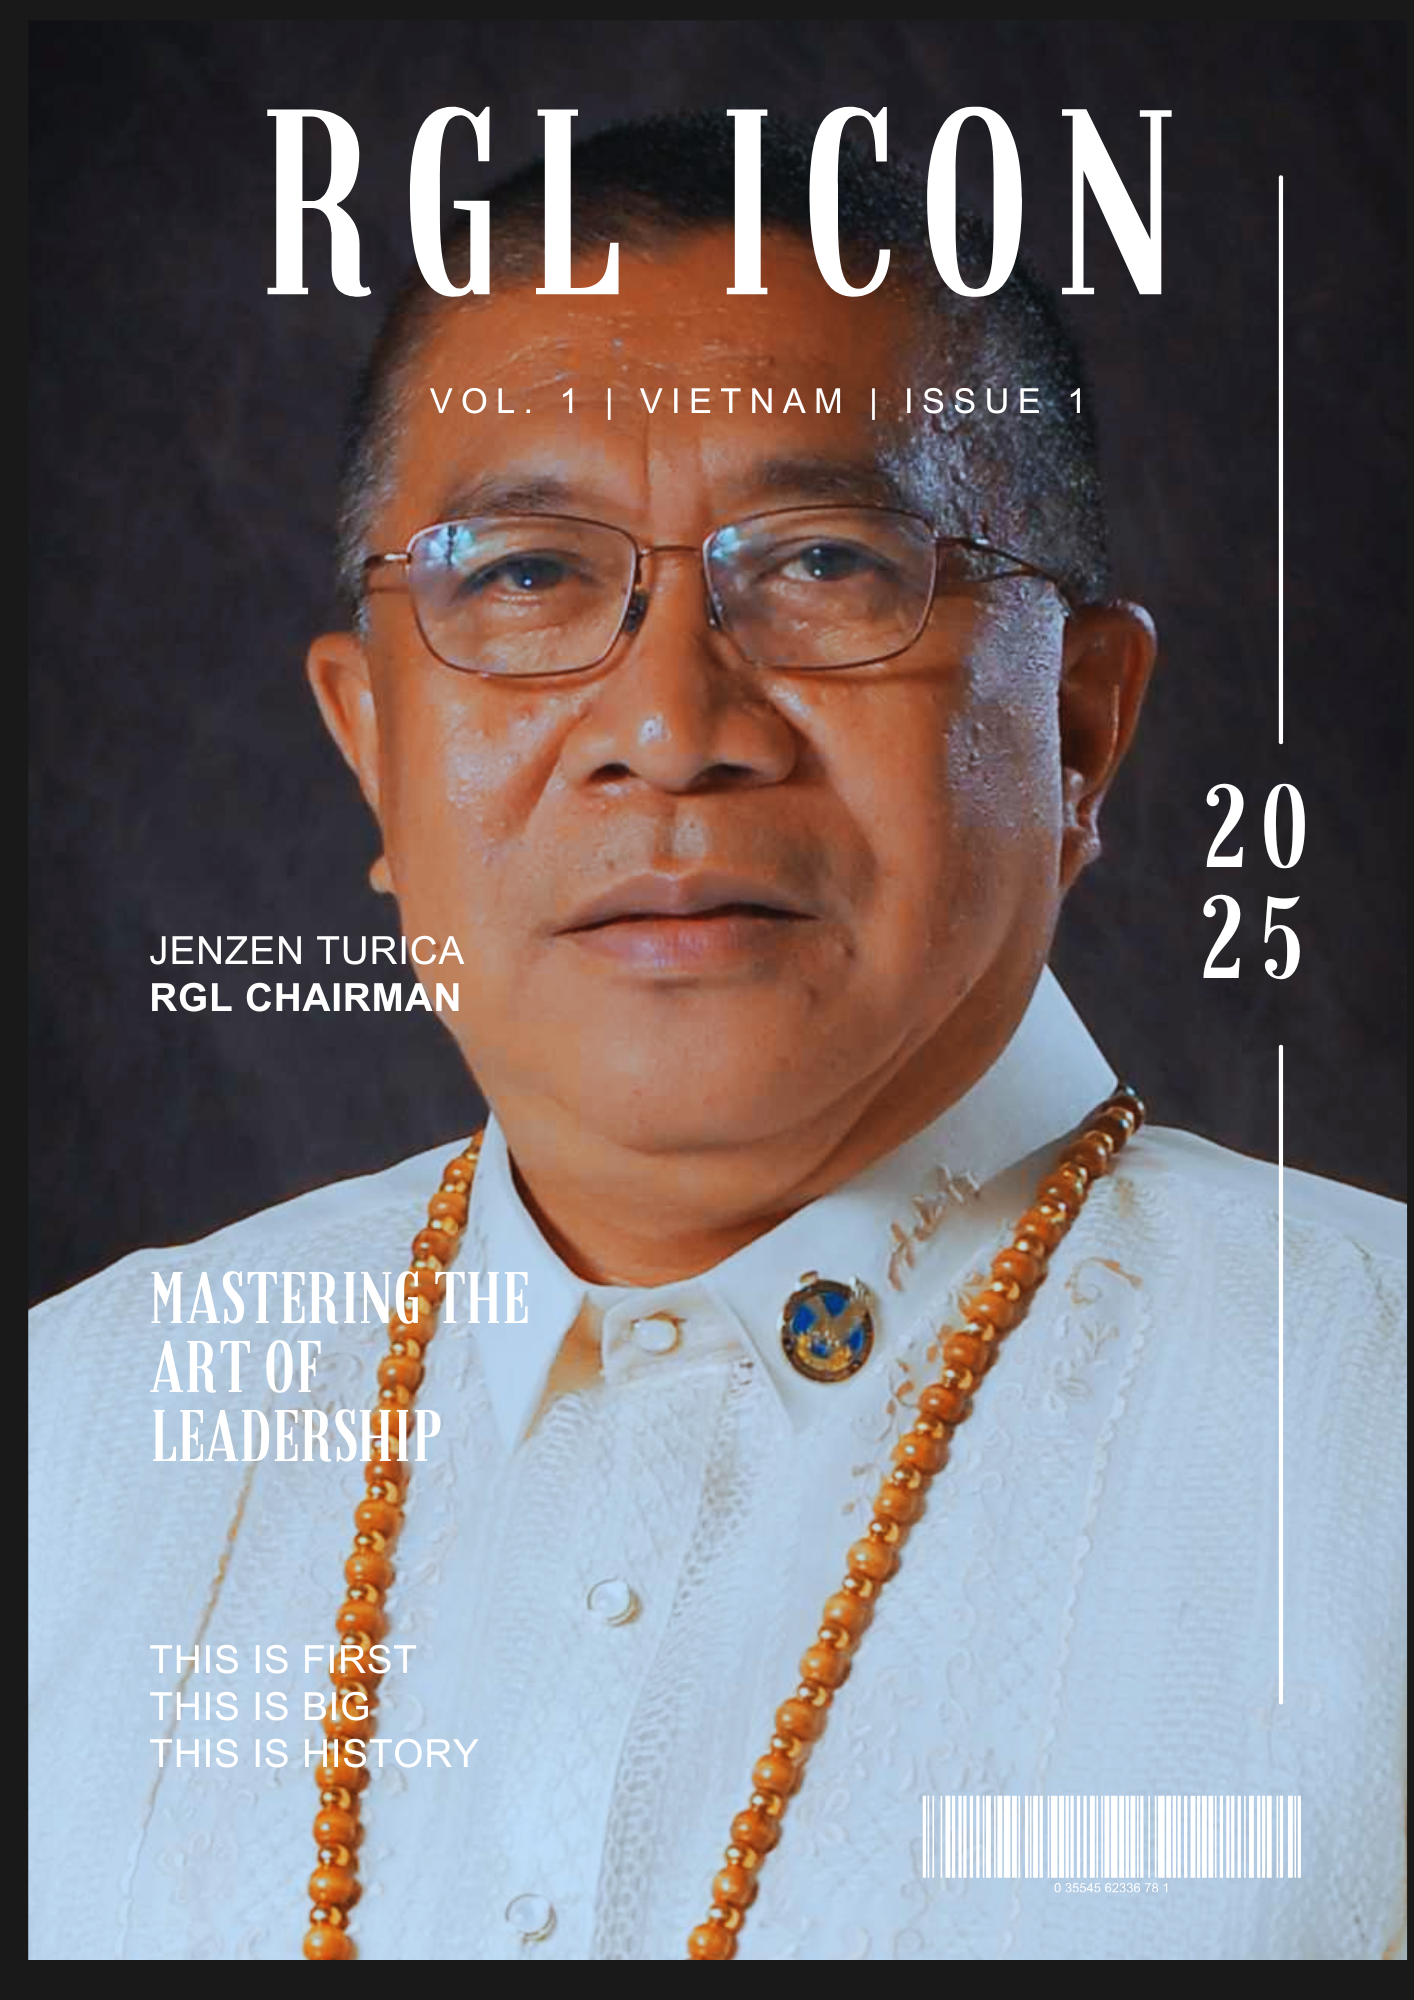 RGL ICON
VOL. 1 | VIETNAM | ISSUE 1
20
25
JENZEN TURICA
RGL CHAIRMAN
MASTERING THE
ART OF
LEADERSHIP
THIS IS FIRST
THIS IS BIG
THIS IS HISTORY
0 35545 62336 78 1